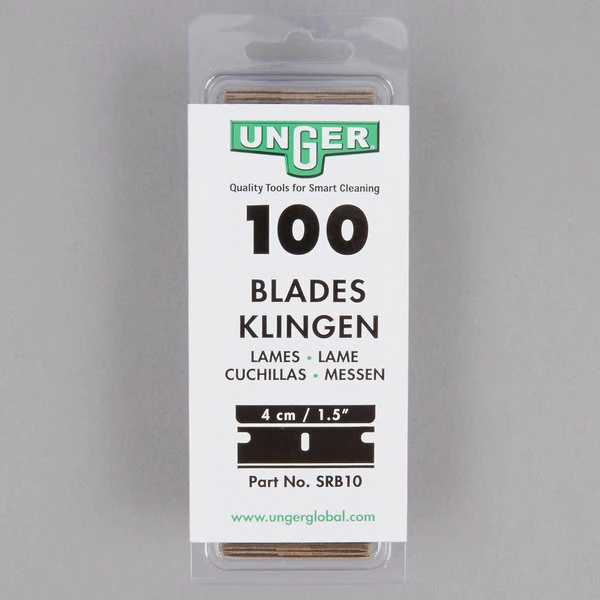 UNGER
Quality Tools for Smart Cleaning
100
BLADES
KLINGEN
LAMES • LAME
CUCHILLAS • MESSEN
4 cm / 1.5”
Part No. SRB10
www.ungerglobal.com